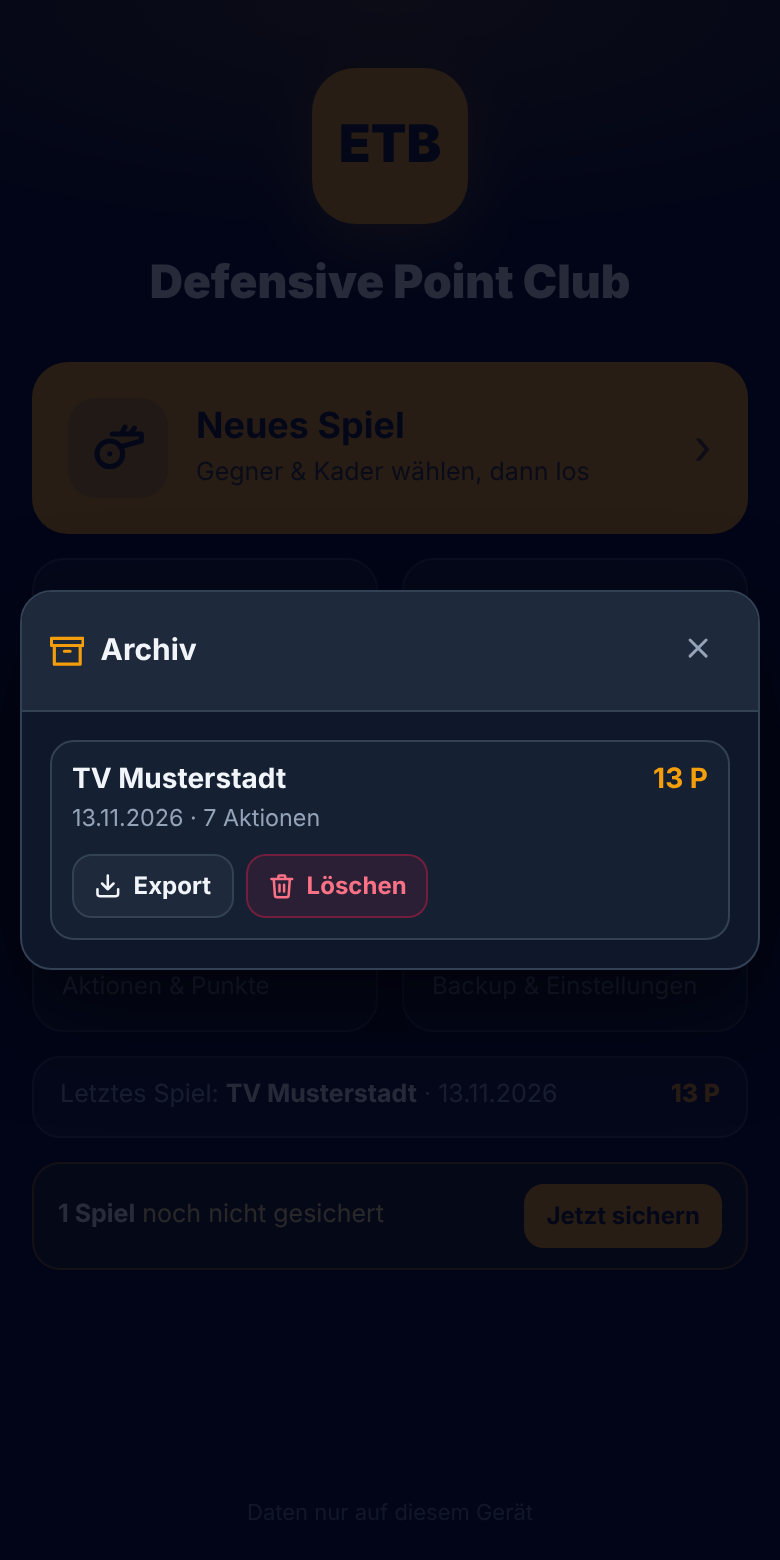 ETB
Defensive Point Club
Neues Spiel
Gegner & Kader wählen, dann los
Archiv
TV Musterstadt 13 P
13.11.2026 · 7 Aktionen
Export Löschen
Aktionen & Punkte Backup & Einstellungen
Letztes Spiel: TV Musterstadt · 13.11.2026 13 P
1 Spiel noch nicht gesichert Jetzt sichern
Daten nur auf diesem Gerät